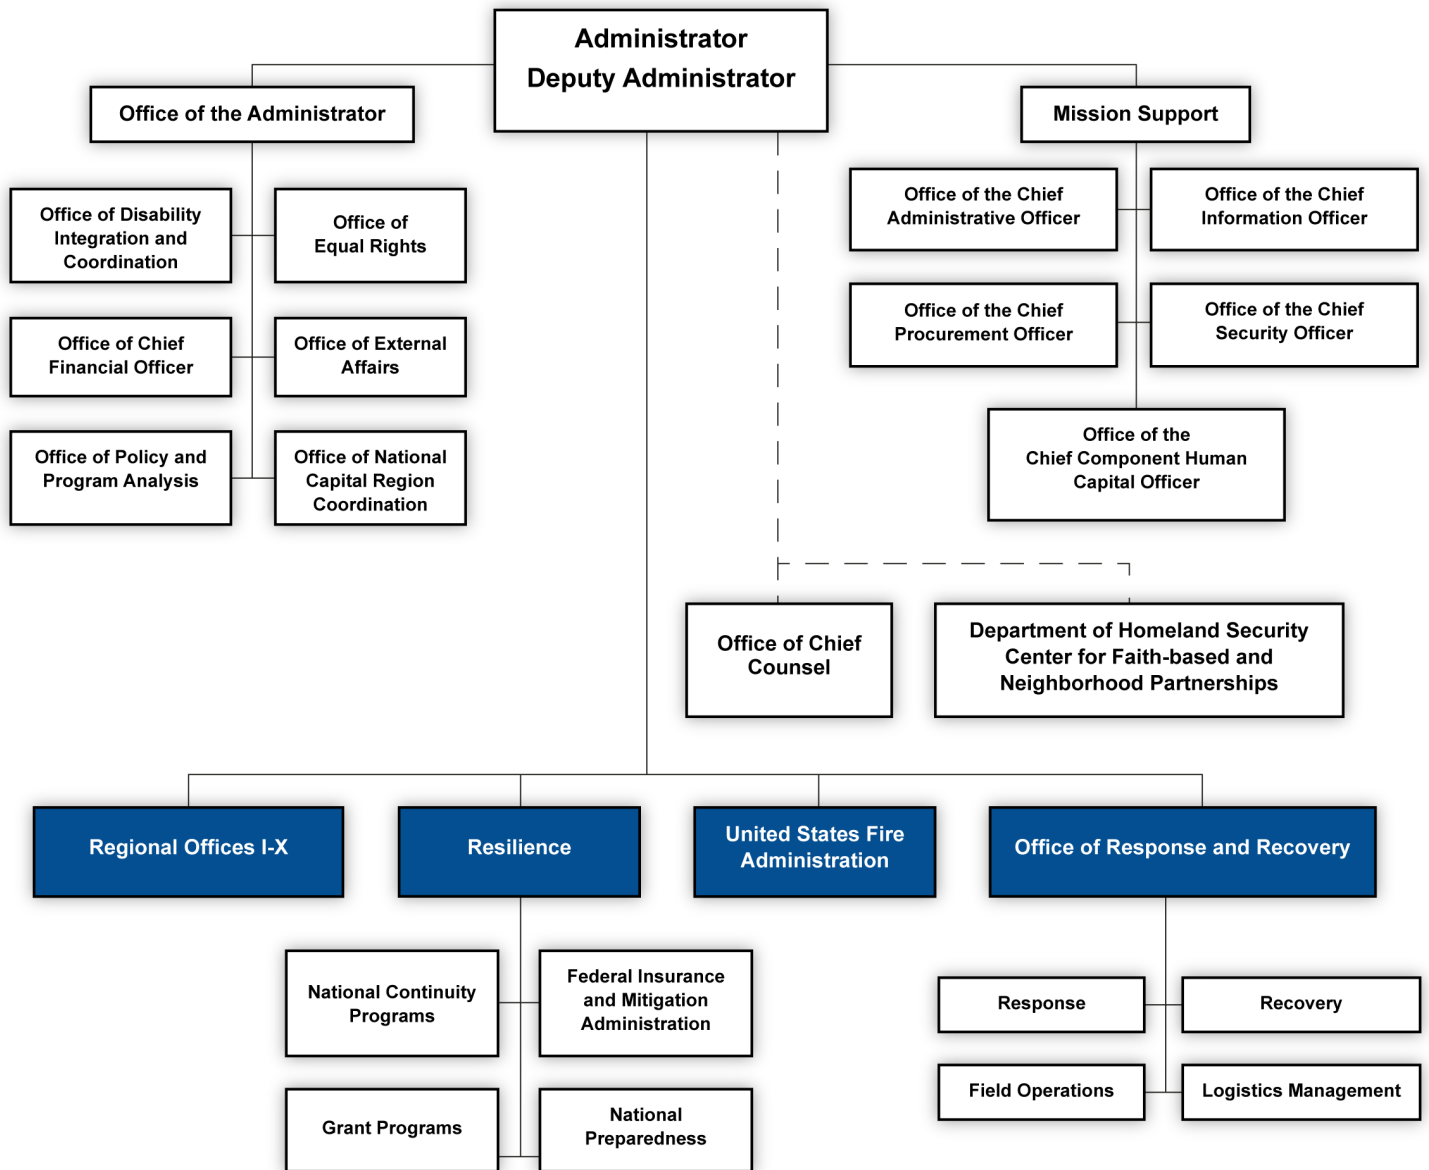 Administrator
Deputy Administrator
Office of the Administrator
Mission Support
Office of Disability
Integration and
Coordination
Office of
Equal Rights
Office of Chief
Financial Officer
Office of External
Affairs
Office of Policy and
Program Analysis
Office of National
Capital Region
Coordination
Office of the Chief
Administrative Officer
Office of the Chief
Information Officer
Office of the Chief
Procurement Officer
Office of the Chief
Security Officer
Office of the
Chief Component Human
Capital Officer
Office of Chief
Counsel
Department of Homeland Security
Center for Faith-based and
Neighborhood Partnerships
Regional Offices I-X
Resilience
United States Fire
Administration
Office of Response and Recovery
National Continuity
Programs
Federal Insurance
and Mitigation
Administration
Grant Programs
National
Preparedness
Response
Recovery
Field Operations
Logistics Management